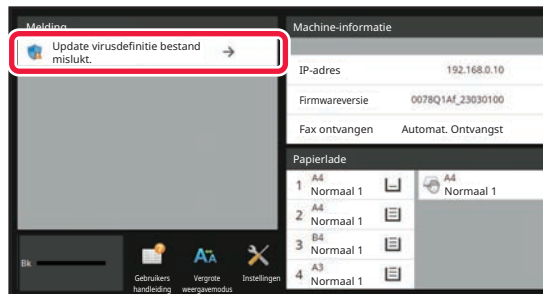 Melding
Update virusdefinitie bestand
mislukt.
Machine-informatie
IP-adres 192.168.0.10
Firmwareversie 0078Q1Af_23030100
Fax ontvangen Automat. Ontvangst
Papierlade
1 A4
Normaal 1
A4
Normaal 1
2 A4
Normaal 1
3 B4
Normaal 1
4 A3
Normaal 1
Bk
Gebruikers
handleiding
Vergrote
weergavemodus
Instellingen